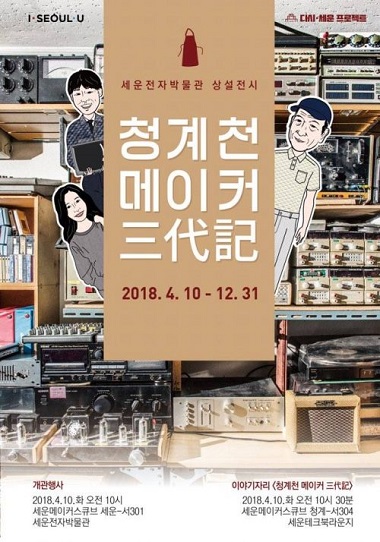 I·SEOUL·U
다시·세운 프로젝트
세운전자박물관 상설전시
청계천
메이커
三代記
2018. 4. 10 - 12. 31
개관행사
2018.4.10.화 오전 10시
세운메이커스큐브 세운-서301
세운전자박물관
이야기자리 <청계천 메이커 三代記>
2018.4.10.화 오전 10시 30분
세운메이커스큐브 청계-서304
세운테크북라운지